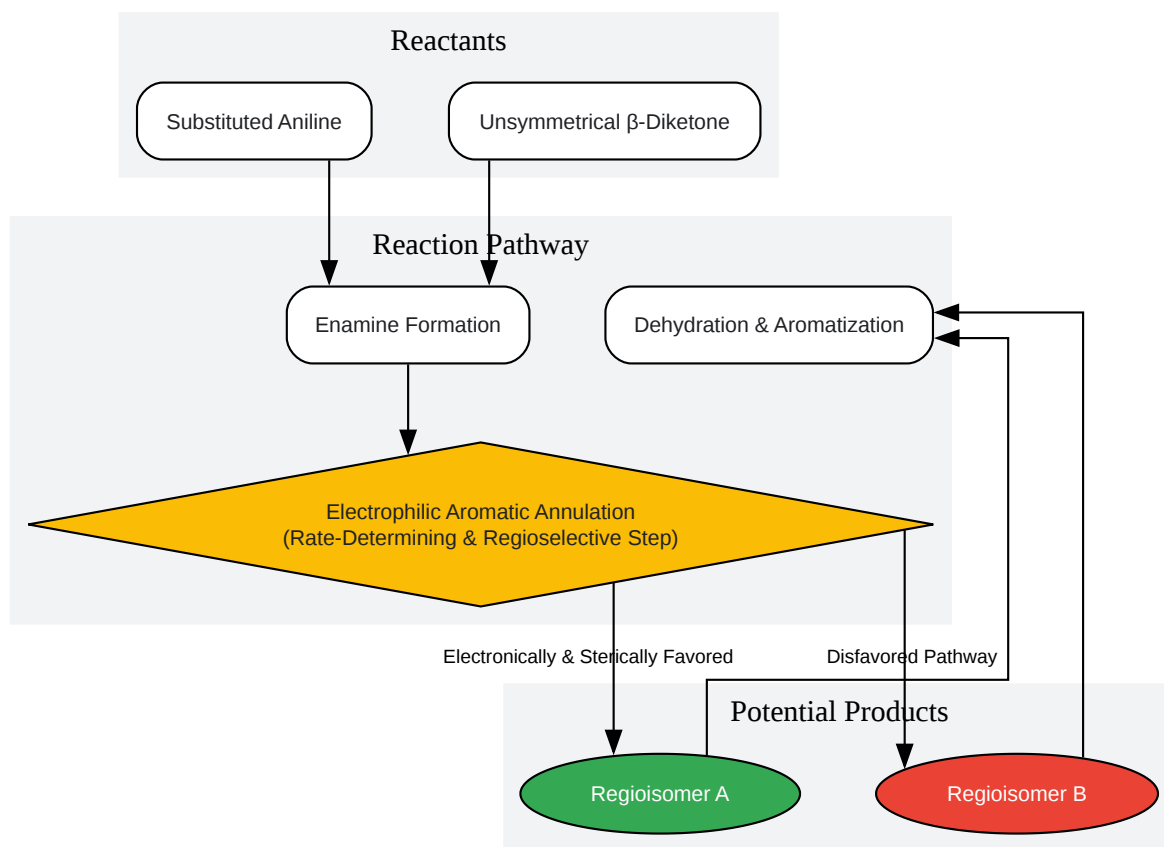 Reactants
Substituted Aniline
Unsymmetrical β-Diketone
Reaction Pathway
Enamine Formation
Dehydration & Aromatization
Electrophilic Aromatic Annulation
(Rate-Determining & Regioselective Step)
Electronically & Sterically Favored
Disfavored Pathway
Potential Products
Regioisomer A
Regioisomer B